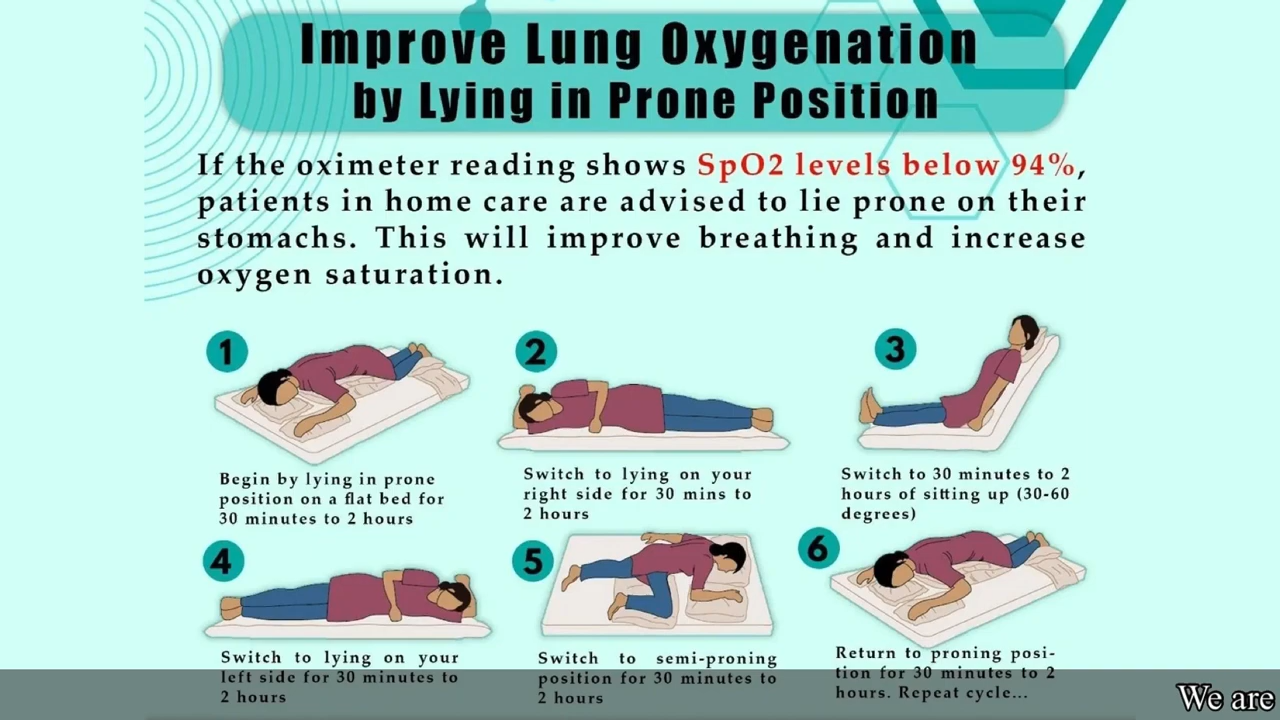 Improve Lung Oxygenation
by Lying in Prone Position
If the oximeter reading shows SpO2 levels below 94%,
patients in home care are advised to lie prone on their
stomachs. This will improve breathing and increase
oxygen saturation.
1
Begin by lying in prone
position on a flat bed for
30 minutes to 2 hours
2
Switch to lying on your
right side for 30 mins to
2 hours
3
Switch to 30 minutes to 2
hours of sitting up (30-60
degrees)
4
Switch to lying on your
left side for 30 minutes to
2 hours
5
Switch to semi-proning
position for 30 minutes to
2 hours
6
Return to proning posi-
tion for 30 minutes to 2
hours. Repeat cycle...
We are